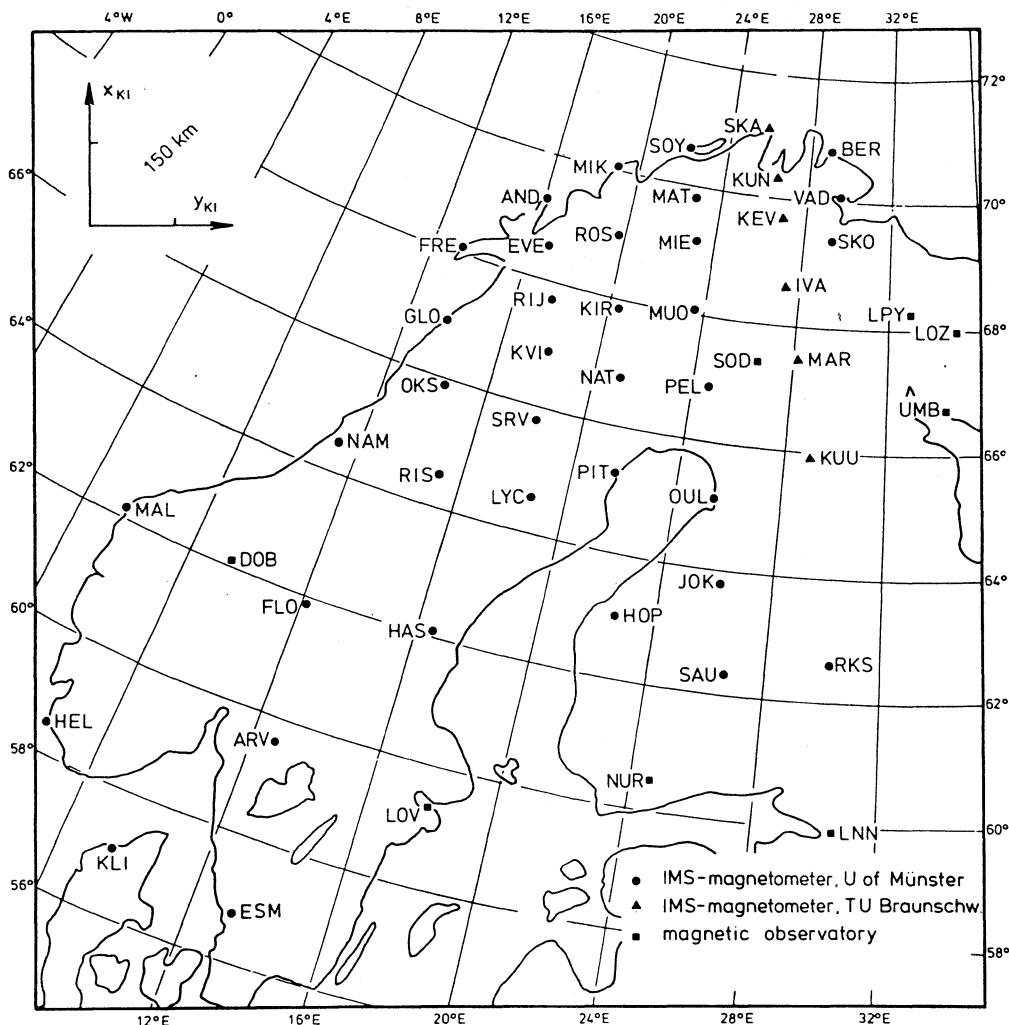 4°W 0° 4°E 8°E 12°E 16°E 20°E 24°E 28°E 32°E
72°
x KI
150 km
y KI
SKA
SOY
BER
MIK
KUN
66°
AND
MAT
VAD
70°
KEV
ROS
MIE
SKO
FRE
EVE
IVA
RIJ
KIR
MUO
LPY
GLO
LOZ
68°
64°
KVI
SOD
MAR
NAT
PEL
OKS
UMB
SRV
NAM
KUU
66°
62°
RIS
PIT
LYC
OUL
MAL
DOB
JOK
64°
FLO
60°
HOP
HAS
RKS
SAU
62°
HEL
ARV
58°
NUR
LOV
LNN
60°
KLI
IMS-magnetometer, U of Münster
56°
IMS-magnetometer, TU Braunschw.
ESM
magnetic observatory
58°
12°E 16°E 20°E 24°E 28°E 32°E